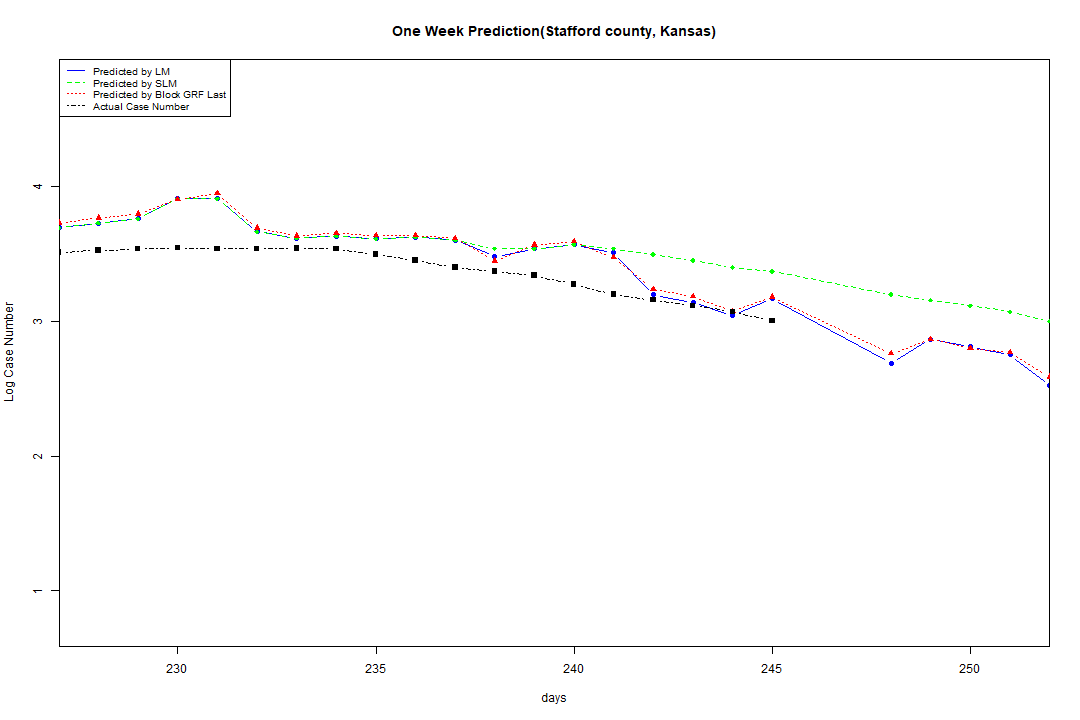 One Week Prediction(Stafford county, Kansas)
Predicted by LM
Predicted by SLM
Predicted by Block GRF Last
Actual Case Number
4
3
2
1
Log Case Number
230 235 240 245 250
days